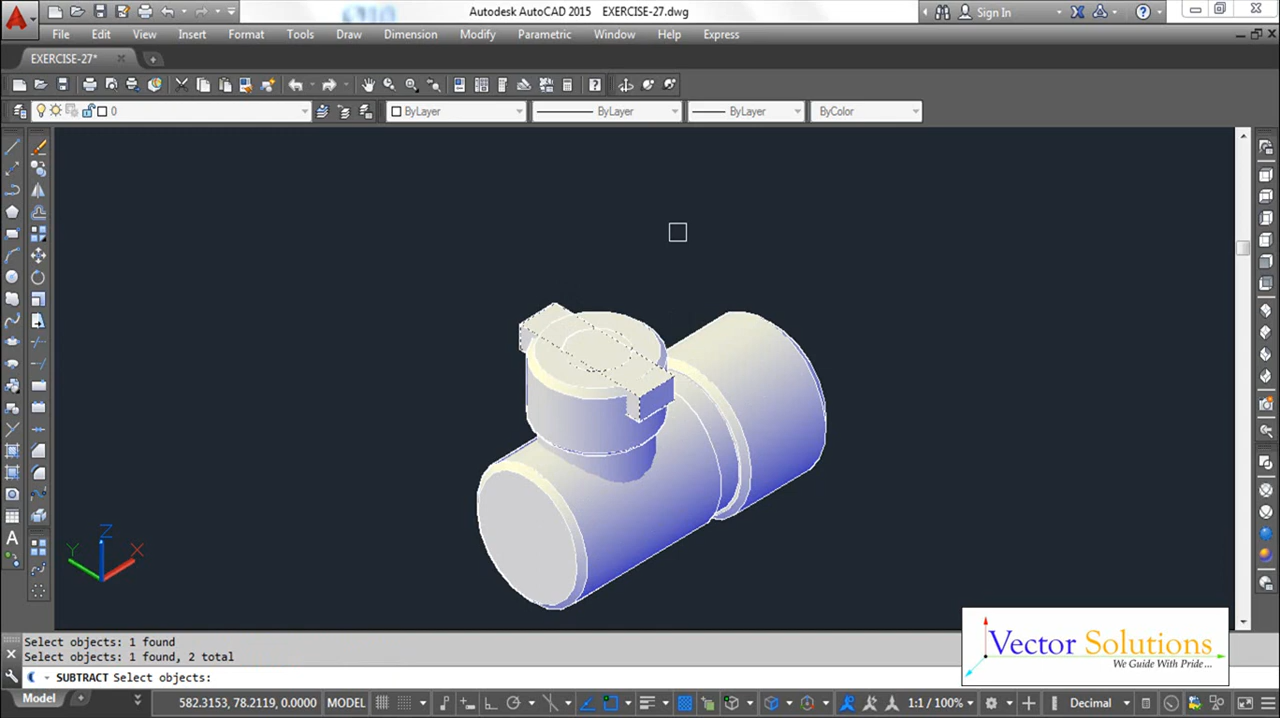 Autodesk AutoCAD 2015 EXERCISE-27.dwg
Sign In
File Edit View Insert Format Tools Draw Dimension Modify Parametric Window Help Express
EXERCISE-27*
0 ByLayer ByLayer ByLayer ByColor
Z
Y X
A
Select objects: 1 found
Select objects: 1 found, 2 total
SUBTRACT Select objects:
Vector Solutions
We Guide With Pride...
Model
582.3153, 78.2119, 0.0000 MODEL 1:1 / 100% Decimal